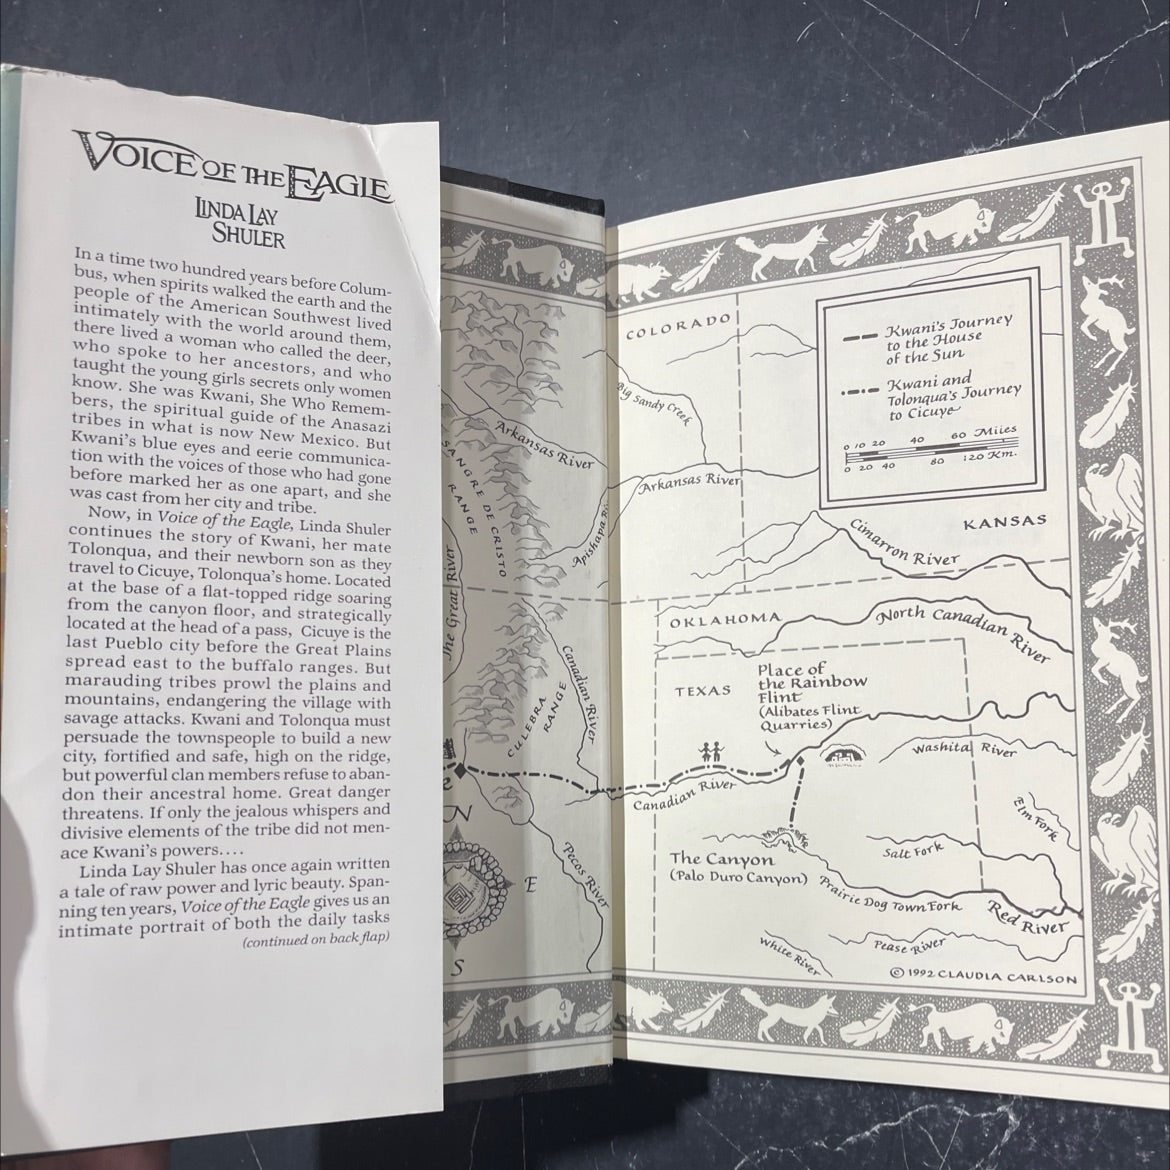 VOICE OF THE EAGLE
LINDA LAY
SHULER
In a time two hundred years before Colum-
bus, when spirits walked the earth and the
people of the American Southwest lived
intimately with the world around them,
there lived a woman who called the deer,
who spoke to her ancestors, and who
taught the young girls secrets only women
know. She was Kwani, She Who Remem-
bers, the spiritual guide of the Anasazi
tribes in what is now New Mexico. But
Kwani's blue eyes and eerie communica-
tion with the voices of those who had gone
before marked her as one apart, and she
was cast from her city and tribe.
Now, in Voice of the Eagle, Linda Shuler
continues the story of Kwani, her mate
Tolonqua, and their newborn son as they
travel to Cicuye, Tolonqua's home. Located
at the base of a flat-topped ridge soaring
from the canyon floor, and strategically
located at the head of a pass, Cicuye is the
last Pueblo city before the Great Plains
spread east to the buffalo ranges. But
marauding tribes prowl the plains and
mountains, endangering the village with
savage attacks. Kwani and Tolonqua must
persuade the townspeople to build a new
city, fortified and safe, high on the ridge,
but powerful clan members refuse to aban-
don their ancestral home. Great danger
threatens. If only the jealous whispers and
divisive elements of the tribe did not men-
ace Kwani's powers....
Linda Lay Shuler has once again written
a tale of raw power and lyric beauty. Span-
ning ten years, Voice of the Eagle gives us an
intimate portrait of both the daily tasks
(continued on back flap)
SANGRE DE CRISTO
RANGE
Arkansas River
Apishapa R.
The Great River
CULEBRA
RANGE
Canadian River
N
E
S
Pecos River
COLORADO
Big Sandy Creek
Arkansas River
Kwani's Journey
to the House
of the Sun
Kwani and
Tolonqua's Journey
to Cicuye
0 10 20 40 60 Miles
0 20 40 80 120 Km.
KANSAS
Cimarron River
OKLAHOMA
North Canadian River
TEXAS
Place of
the Rainbow
Flint
(Alibates Flint
Quarries)
Washita River
Canadian River
Elm Fork
Salt Fork
The Canyon
(Palo Duro Canyon)
Prairie Dog Town Fork
Red River
Pease River
White River
© 1992 CLAUDIA CARLSON